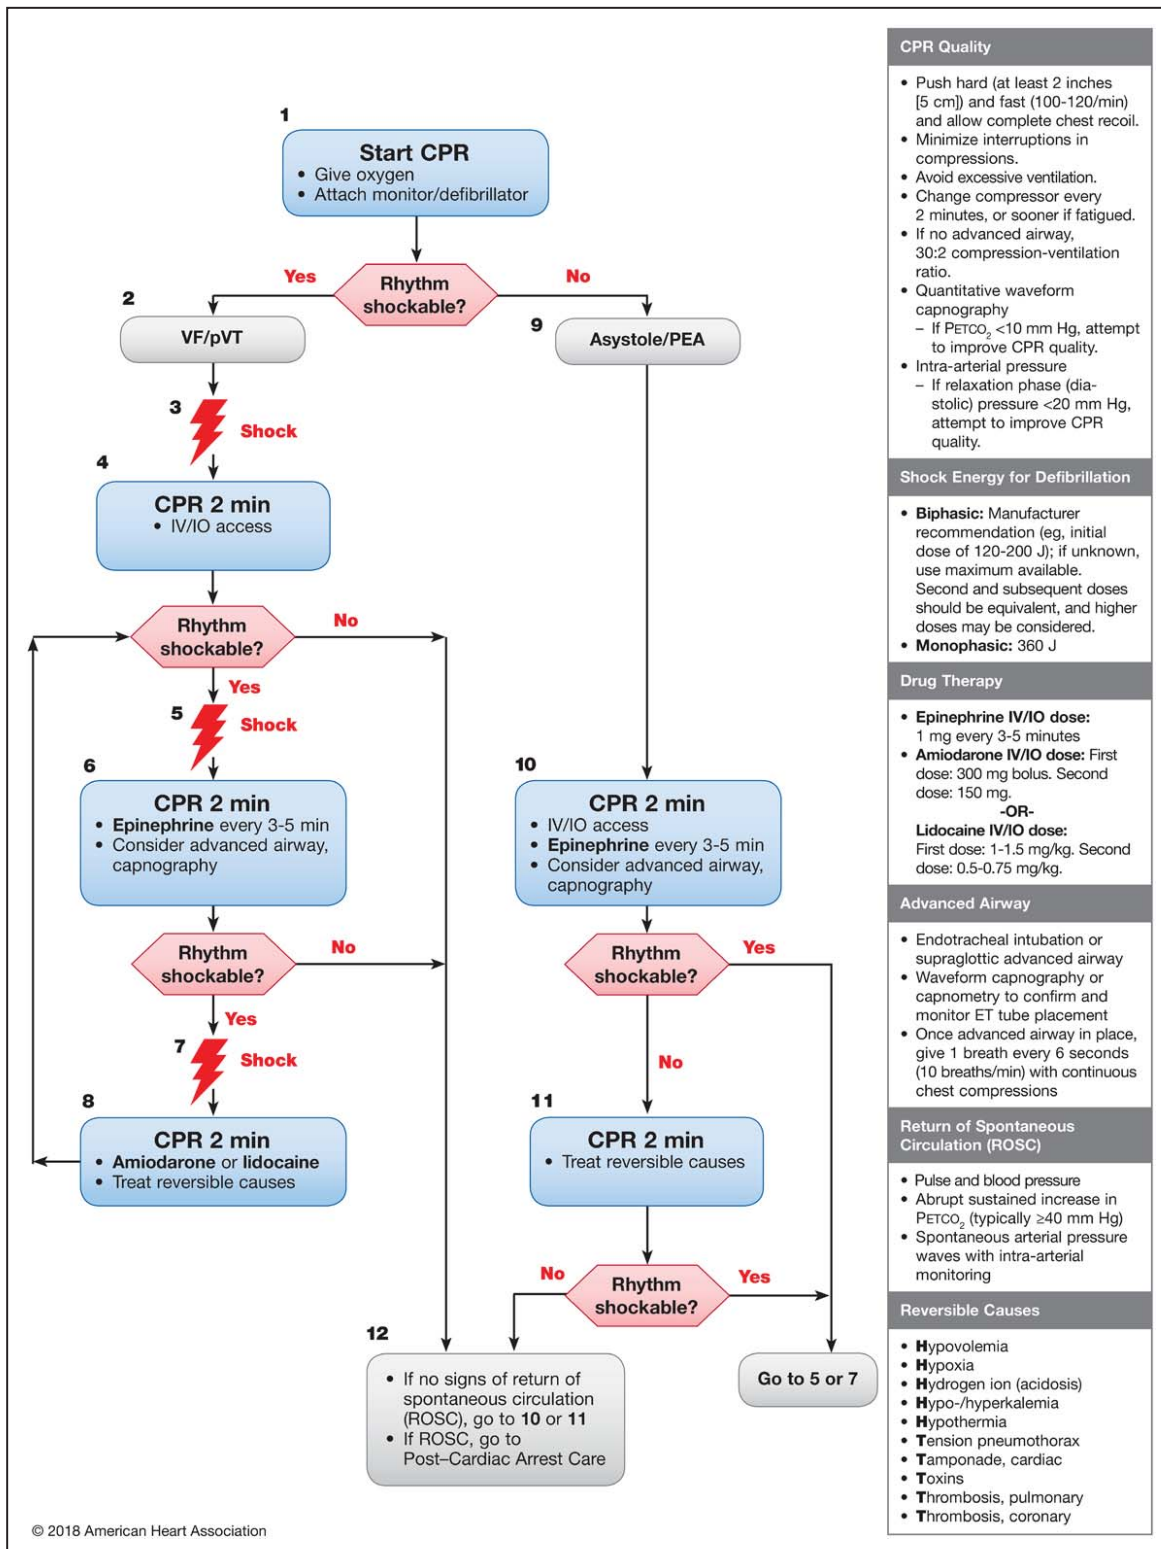 1
Start CPR
• Give oxygen
• Attach monitor/defibrillator
Rhythm
shockable?
Yes
No
2
VF/pVT
9
Asystole/PEA
3
Shock
4
CPR 2 min
• IV/IO access
Rhythm
shockable?
No
Yes
5
Shock
6
CPR 2 min
• Epinephrine every 3-5 min
• Consider advanced airway,
capnography
Rhythm
shockable?
No
Yes
7
Shock
8
CPR 2 min
• Amiodarone or lidocaine
• Treat reversible causes
10
CPR 2 min
• IV/IO access
• Epinephrine every 3-5 min
• Consider advanced airway,
capnography
Rhythm
shockable?
Yes
No
11
CPR 2 min
• Treat reversible causes
Rhythm
shockable?
No
Yes
12
• If no signs of return of
spontaneous circulation
(ROSC), go to 10 or 11
• If ROSC, go to
Post–Cardiac Arrest Care
Go to 5 or 7
CPR Quality
• Push hard (at least 2 inches
[5 cm]) and fast (100-120/min)
and allow complete chest recoil.
• Minimize interruptions in
compressions.
• Avoid excessive ventilation.
• Change compressor every
2 minutes, or sooner if fatigued.
• If no advanced airway,
30:2 compression-ventilation
ratio.
• Quantitative waveform
capnography
– If PETCO₂ <10 mm Hg, attempt
to improve CPR quality.
• Intra-arterial pressure
– If relaxation phase (dia-
stolic) pressure <20 mm Hg,
attempt to improve CPR
quality.
Shock Energy for Defibrillation
• Biphasic: Manufacturer
recommendation (eg, initial
dose of 120-200 J); if unknown,
use maximum available.
Second and subsequent doses
should be equivalent, and higher
doses may be considered.
• Monophasic: 360 J
Drug Therapy
• Epinephrine IV/IO dose:
1 mg every 3-5 minutes
• Amiodarone IV/IO dose: First
dose: 300 mg bolus. Second
dose: 150 mg.
-OR-
Lidocaine IV/IO dose:
First dose: 1-1.5 mg/kg. Second
dose: 0.5-0.75 mg/kg.
Advanced Airway
• Endotracheal intubation or
supraglottic advanced airway
• Waveform capnography or
capnometry to confirm and
monitor ET tube placement
• Once advanced airway in place,
give 1 breath every 6 seconds
(10 breaths/min) with continuous
chest compressions
Return of Spontaneous
Circulation (ROSC)
• Pulse and blood pressure
• Abrupt sustained increase in
PETCO₂ (typically ≥40 mm Hg)
• Spontaneous arterial pressure
waves with intra-arterial
monitoring
Reversible Causes
• Hypovolemia
• Hypoxia
• Hydrogen ion (acidosis)
• Hypo-/hyperkalemia
• Hypothermia
• Tension pneumothorax
• Tamponade, cardiac
• Toxins
• Thrombosis, pulmonary
• Thrombosis, coronary
© 2018 American Heart Association